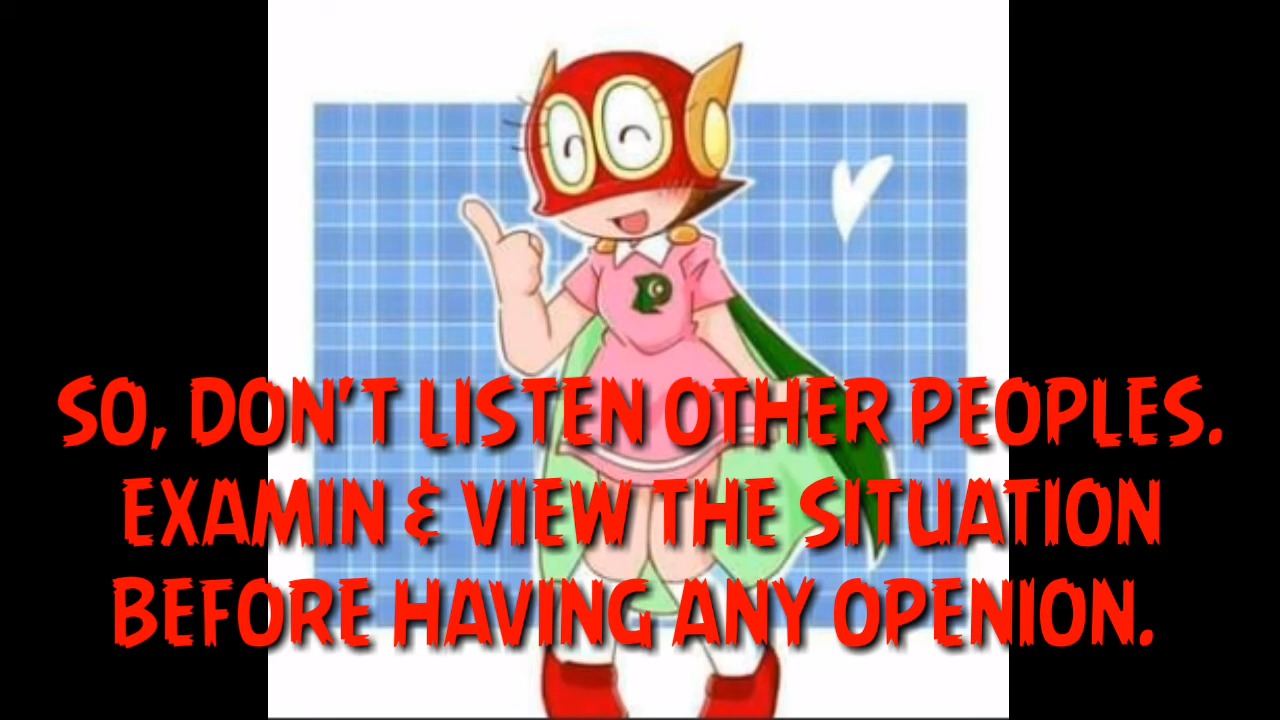 SO, DON'T LISTEN OTHER PEOPLES.
EXAMIN & VIEW THE SITUATION
BEFORE HAVING ANY OPENION.